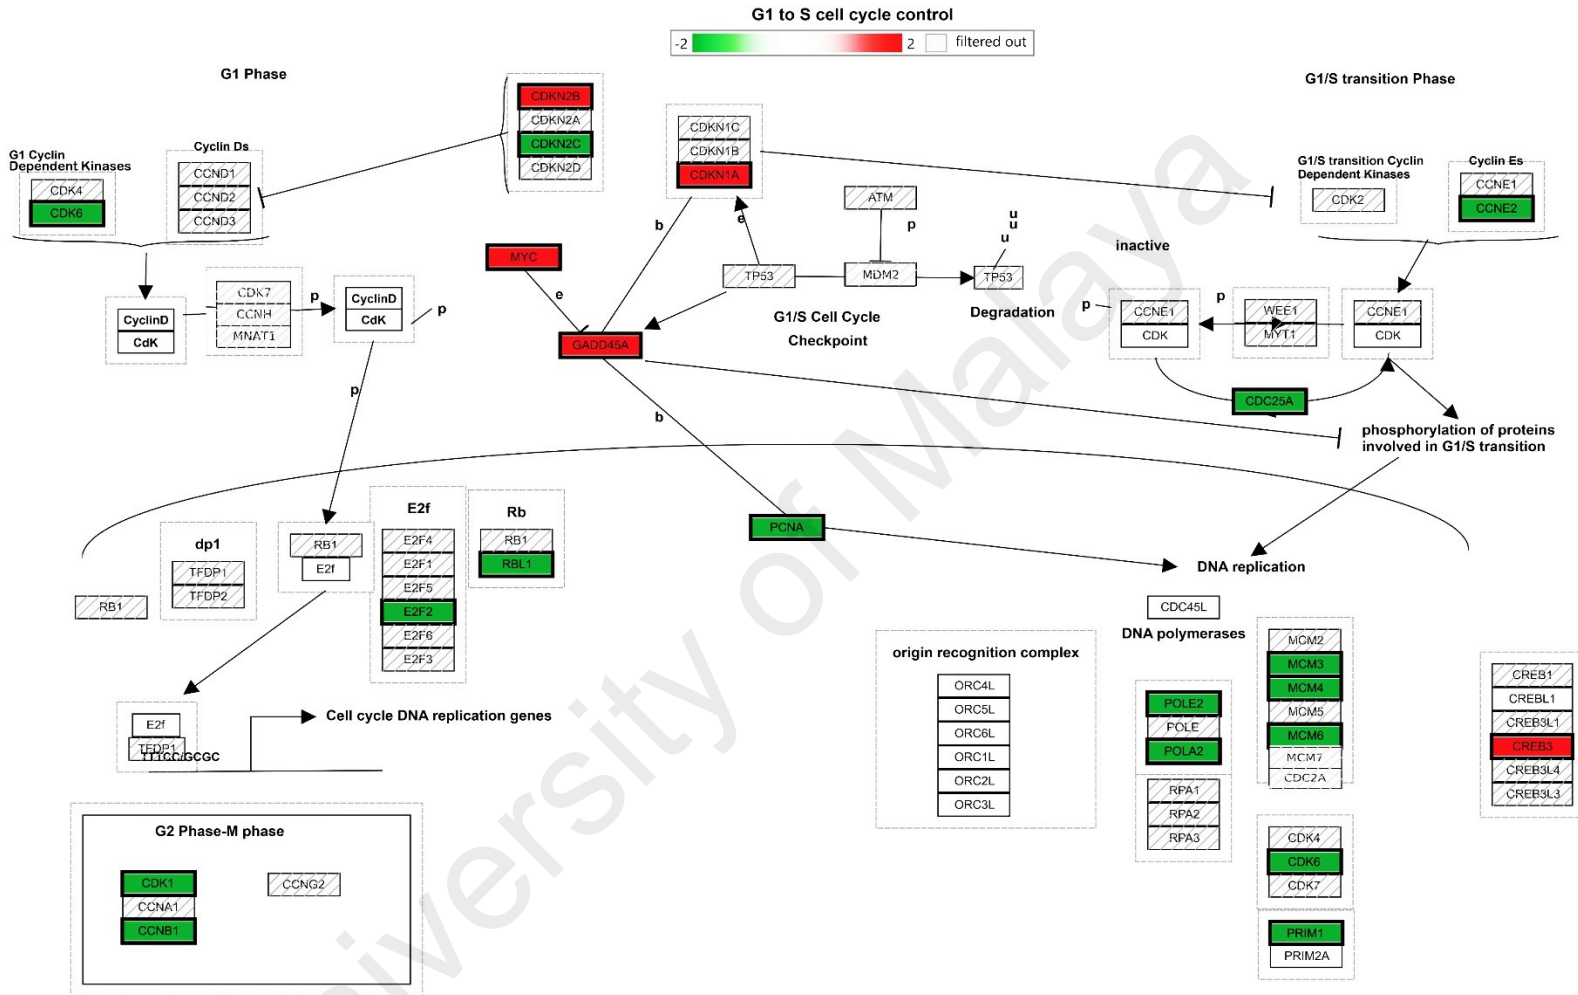 G1 to S cell cycle control
-2 2 filtered out
G1 Phase
G1/S transition Phase
CDKN2B
CDKN2A
CDKN2C
CDKN2D
CDKN1C
CDKN1B
CDKN1A
G1 Cyclin
Dependent Kinases
CDK4
CDK6
Cyclin Ds
CCND1
CCND2
CCND3
G1/S transition Cyclin
Dependent Kinases
CDK2
Cyclin Es
CCNE1
CCNE2
ATM
p
u
u
u
b
e
MYC
e
TP53
MDM2
TP53
inactive
Degradation
G1/S Cell Cycle
Checkpoint
GADD45A
CyclinD
CdK
CDK7
CCNH
MNAT1
p
CyclinD
CdK
p
p
CCNE1
CDK
p
WEE1
MYT1
CCNE1
CDK
CDC25A
p
b
phosphorylation of proteins
involved in G1/S transition
PCNA
DNA replication
dp1
TFDP1
TFDP2
RB1
RB1
E2f
E2f
E2F4
E2F1
E2F5
E2F2
E2F6
E2F3
Rb
RB1
RBL1
E2f
TFDP1
TTTCC/GCGC
Cell cycle DNA replication genes
CDC45L
DNA polymerases
origin recognition complex
ORC4L
ORC5L
ORC6L
ORC1L
ORC2L
ORC3L
POLE2
POLE
POLA2
RPA1
RPA2
RPA3
MCM2
MCM3
MCM4
MCM5
MCM6
MCM7
CDC2A
CDK4
CDK6
CDK7
PRIM1
PRIM2A
CREB1
CREBL1
CREB3L1
CREB3
CREB3L4
CREB3L3
G2 Phase-M phase
CDK1
CCNA1
CCNB1
CCNG2
University of Malaya